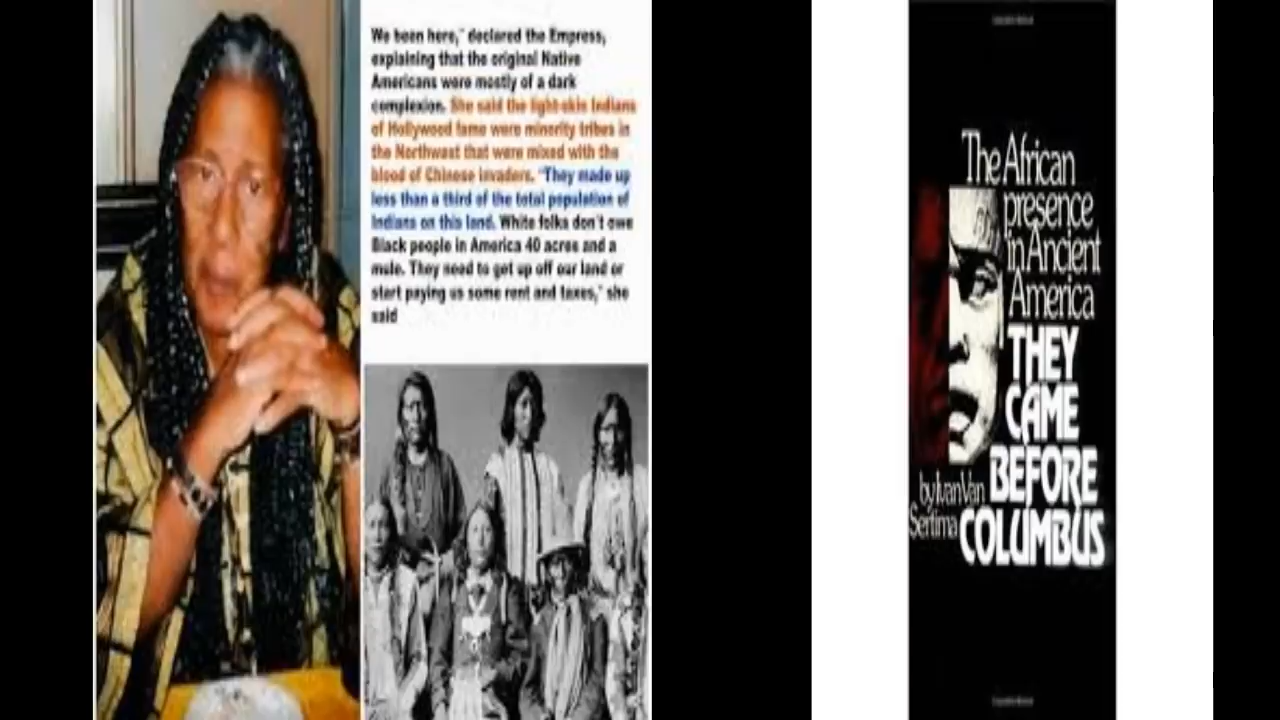 We been here," declared the Empress,
explaining that the original Native
Americans were mostly of a dark
complexion. She said the light-skin Indians
of Hollywood fame were minority tribes in
the Northwest that were mixed with the
blood of Chinese invaders. "They made up
less than a third of the total population of
Indians on this land. White folks don't owe
Black people in America 40 acres and a
mule. They need to get up off our land or
start paying us some rent and taxes," she
said
The African
presence
in Ancient
America
THEY
CAME
BEFORE
COLUMBUS
by Ivan Van
Sertima